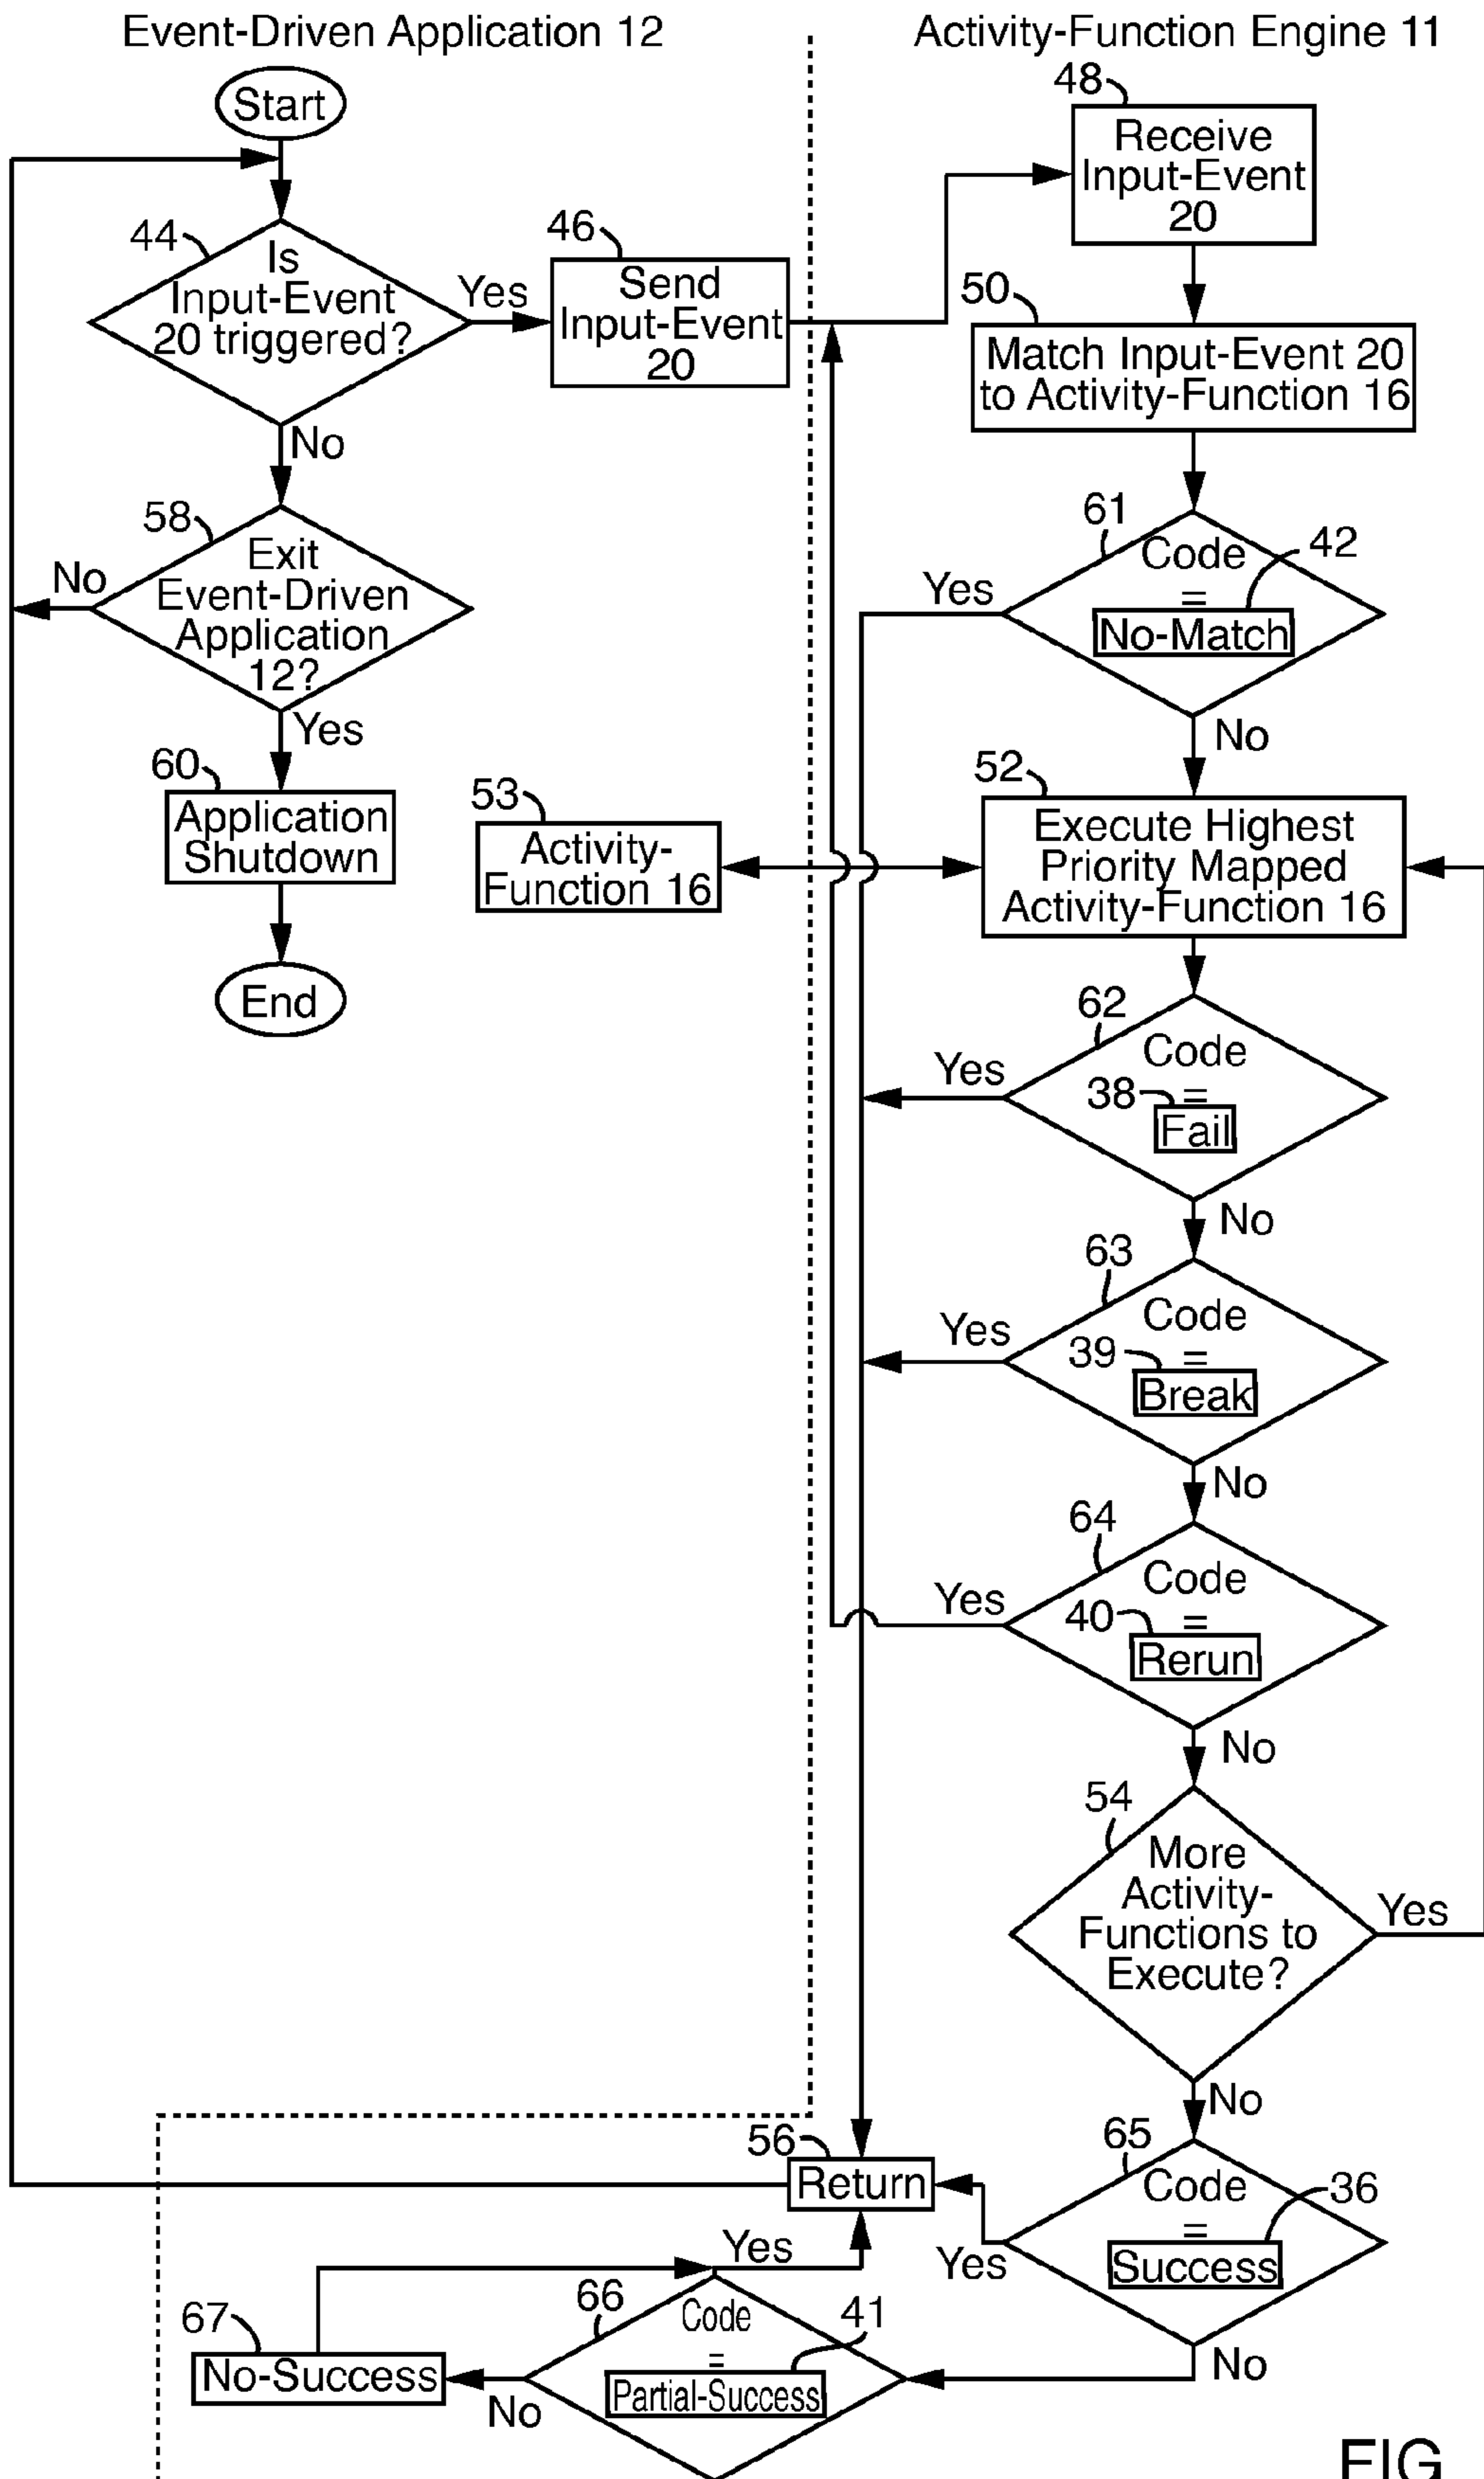 Event-Driven Application 12
Start
44
Is
Input-Event
20 triggered?
Yes
46
Send
Input-Event
20
No
58
Exit
Event-Driven
Application
12?
No
Yes
60
Application
Shutdown
End
53
Activity-
Function 16
Activity-Function Engine 11
48
Receive
Input-Event
20
50
Match Input-Event 20
to Activity-Function 16
61
Code
=
No-Match
42
Yes
No
52
Execute Highest
Priority Mapped
Activity-Function 16
62
Code
=
38
Fail
Yes
No
63
Code
=
39
Break
Yes
No
64
Code
=
40
Rerun
Yes
No
54
More
Activity-
Functions to
Execute?
Yes
No
65
Code
=
Success
36
Yes
No
56
Return
66
Code
=
Partial-Success
41
Yes
No
67
No-Success
FIG